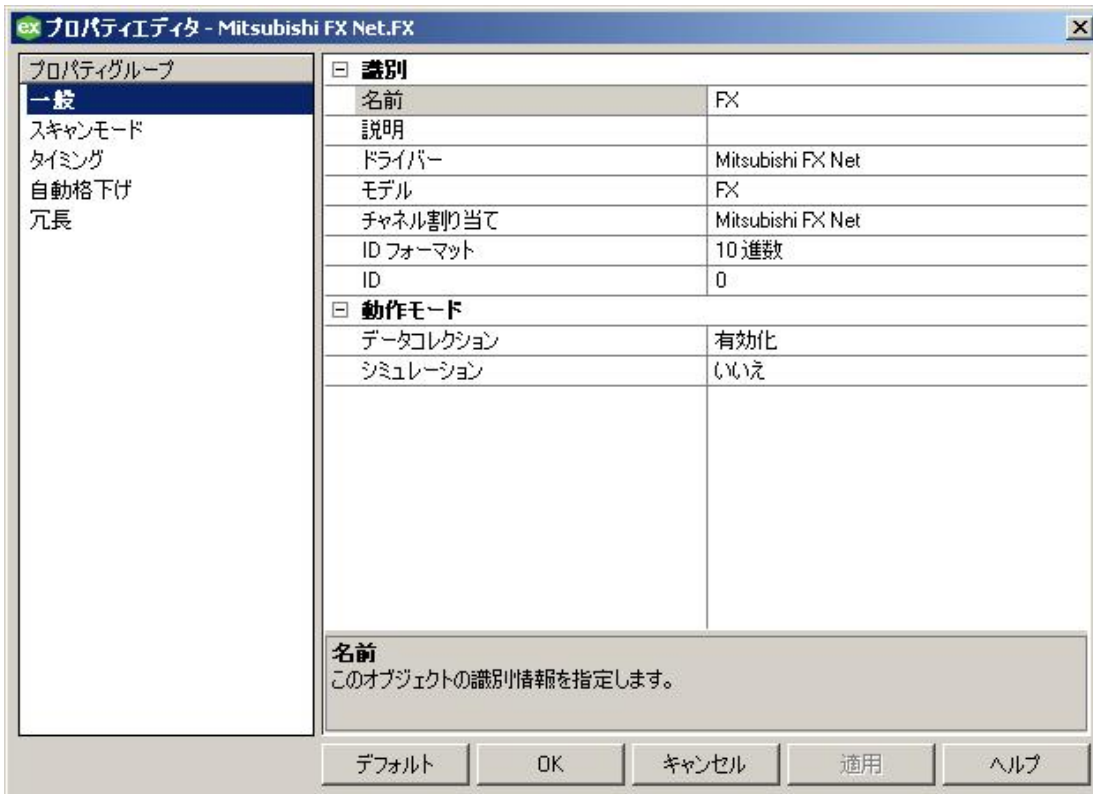 ex プロパティエディタ - Mitsubishi FX Net.FX
プロパティグループ
一般
スキャンモード
タイミング
自動格下げ
冗長
識別
名前 FX
説明
ドライバー Mitsubishi FX Net
モデル FX
チャネル割り当て Mitsubishi FX Net
ID フォーマット 10 進数
ID 0
動作モード
データコレクション 有効化
シミュレーション いいえ
名前
このオブジェクトの識別情報を指定します。
デフォルト OK キャンセル 適用 ヘルプ